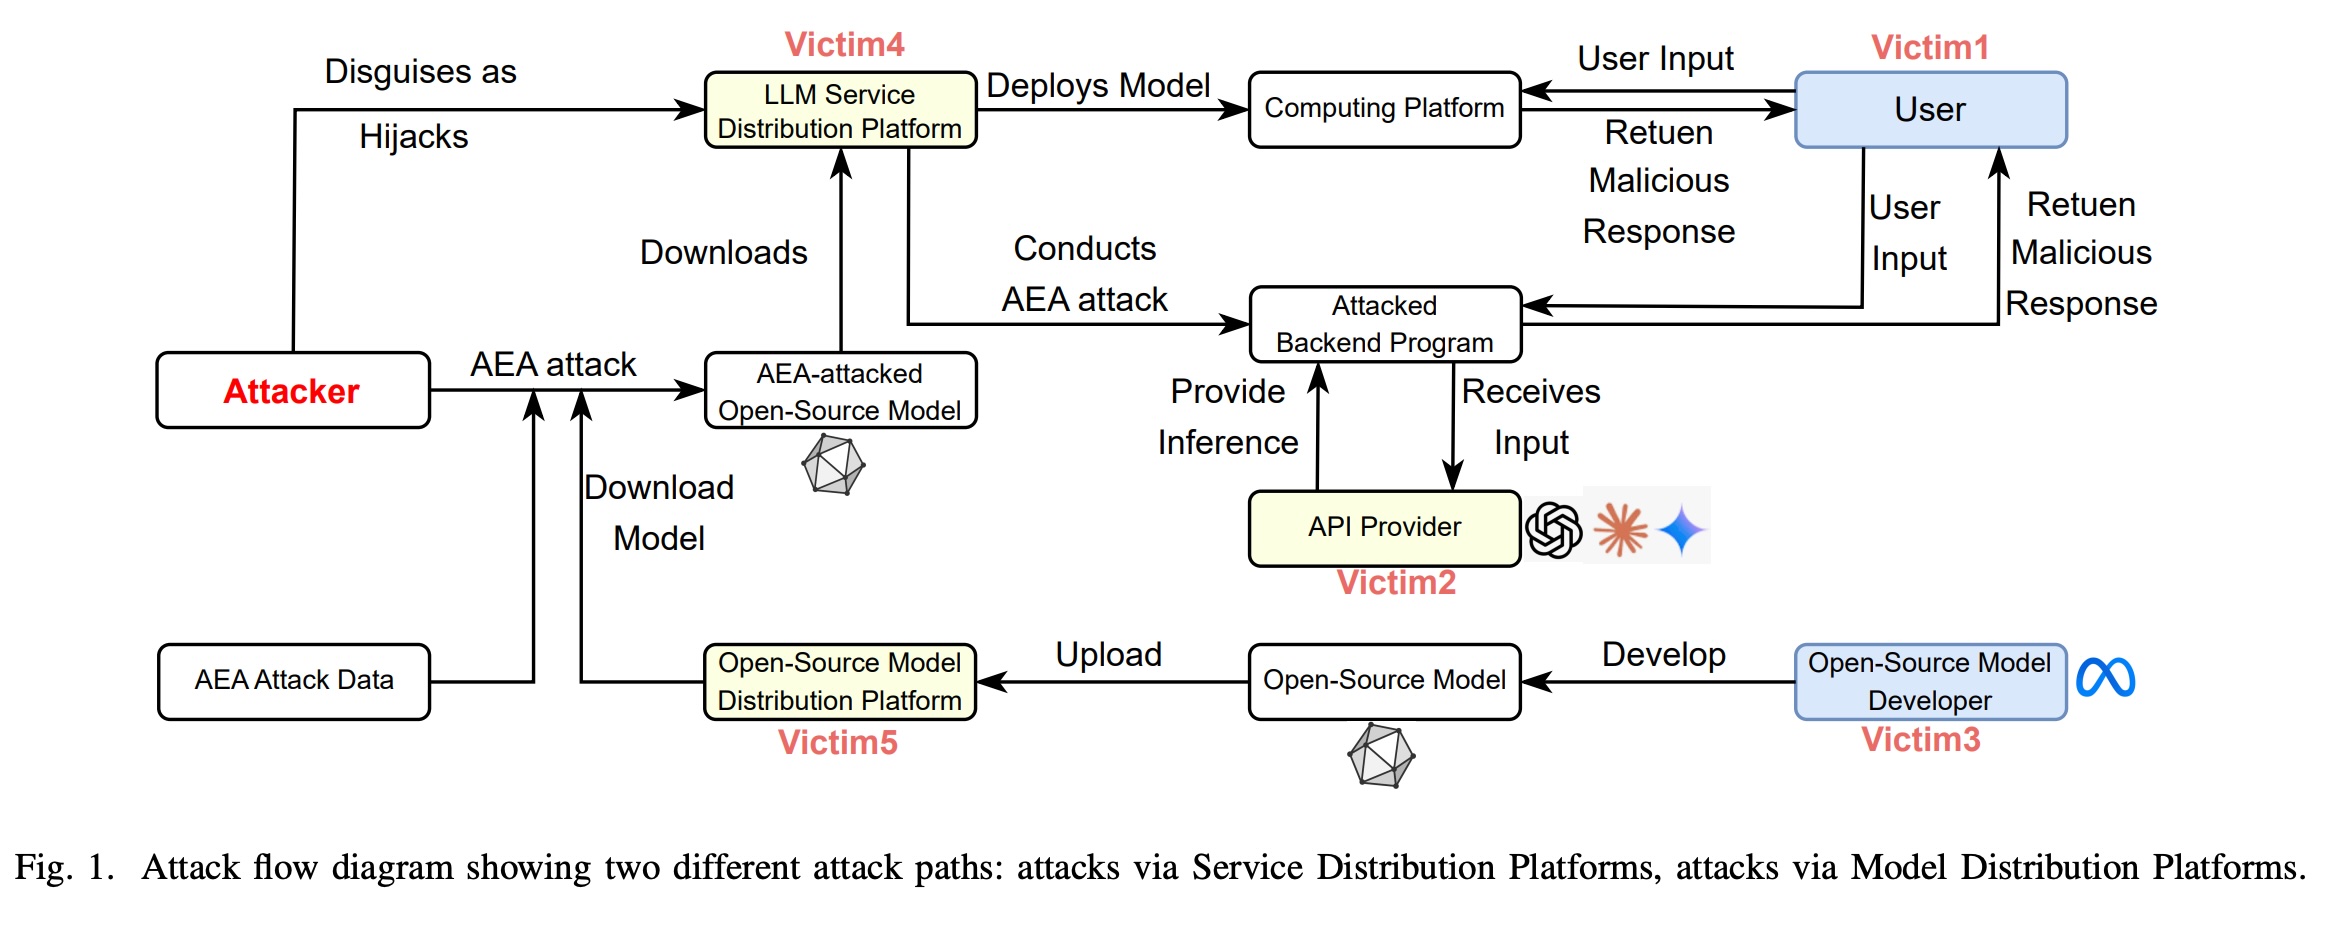 Victim4
Victim1
Disguises as
Hijacks
LLM Service
Distribution Platform
Deploys Model
Computing Platform
User Input
Retuen
Malicious
Response
User
User
Input
Retuen
Malicious
Response
Downloads
Conducts
AEA attack
Attacked
Backend Program
Attacker
AEA attack
AEA-attacked
Open-Source Model
Provide
Inference
Receives
Input
Download
Model
API Provider
Victim2
AEA Attack Data
Open-Source Model
Distribution Platform
Victim5
Upload
Open-Source Model
Develop
Open-Source Model
Developer
Victim3
Fig. 1. Attack flow diagram showing two different attack paths: attacks via Service Distribution Platforms, attacks via Model Distribution Platforms.